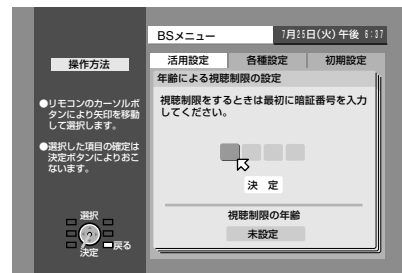 BSメニュー
7月25日(火)午後 6:37
操作方法
活用設定 各種設定 初期設定
年齢による視聴制限の設定
●リモコンのカーソルボ
タンにより矢印を移動
して選択します。
●選択した項目の確定は
決定ボタンによりおこ
ないます。
視聴制限をするときは最初に暗証番号を入力
してください。
決 定
選択
戻る
決定
視聴制限の年齢
未設定